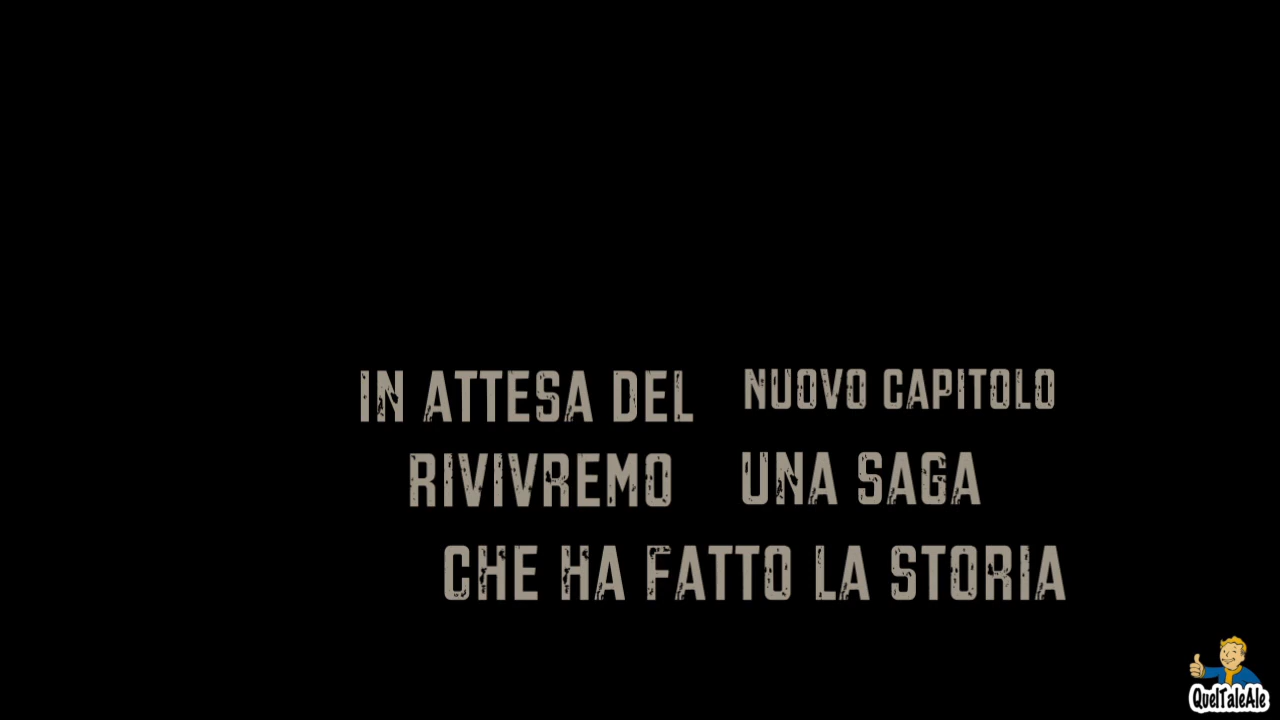 IN ATTESA DEL NUOVO CAPITOLO
RIVIVREMO UNA SAGA
CHE HA FATTO LA STORIA
QuelTaleAle